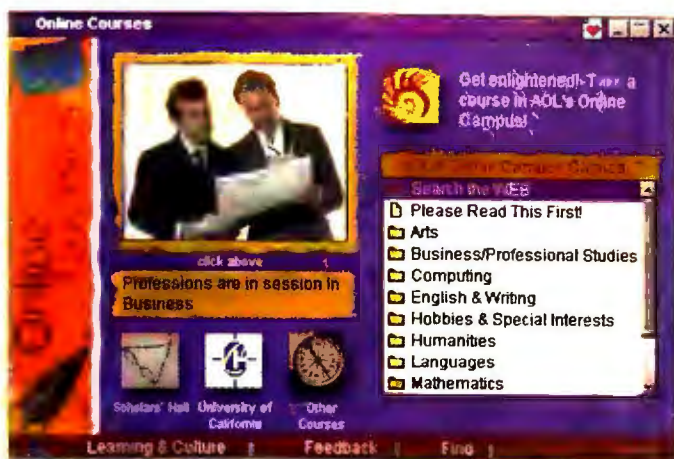 Online Courses
Online
Get enlightened! a
course in AOL's Online
Campus!
Search the WEB
Please Read This First!
Arts
Business/Professional Studies
Computing
English & Writing
Hobbies & Special Interests
Humanities
Languages
Mathematics
click above
Professions are in session in
Business
Scholars' Hall
University of
California
Other
Courses
Learning & Culture
Feedback
Find